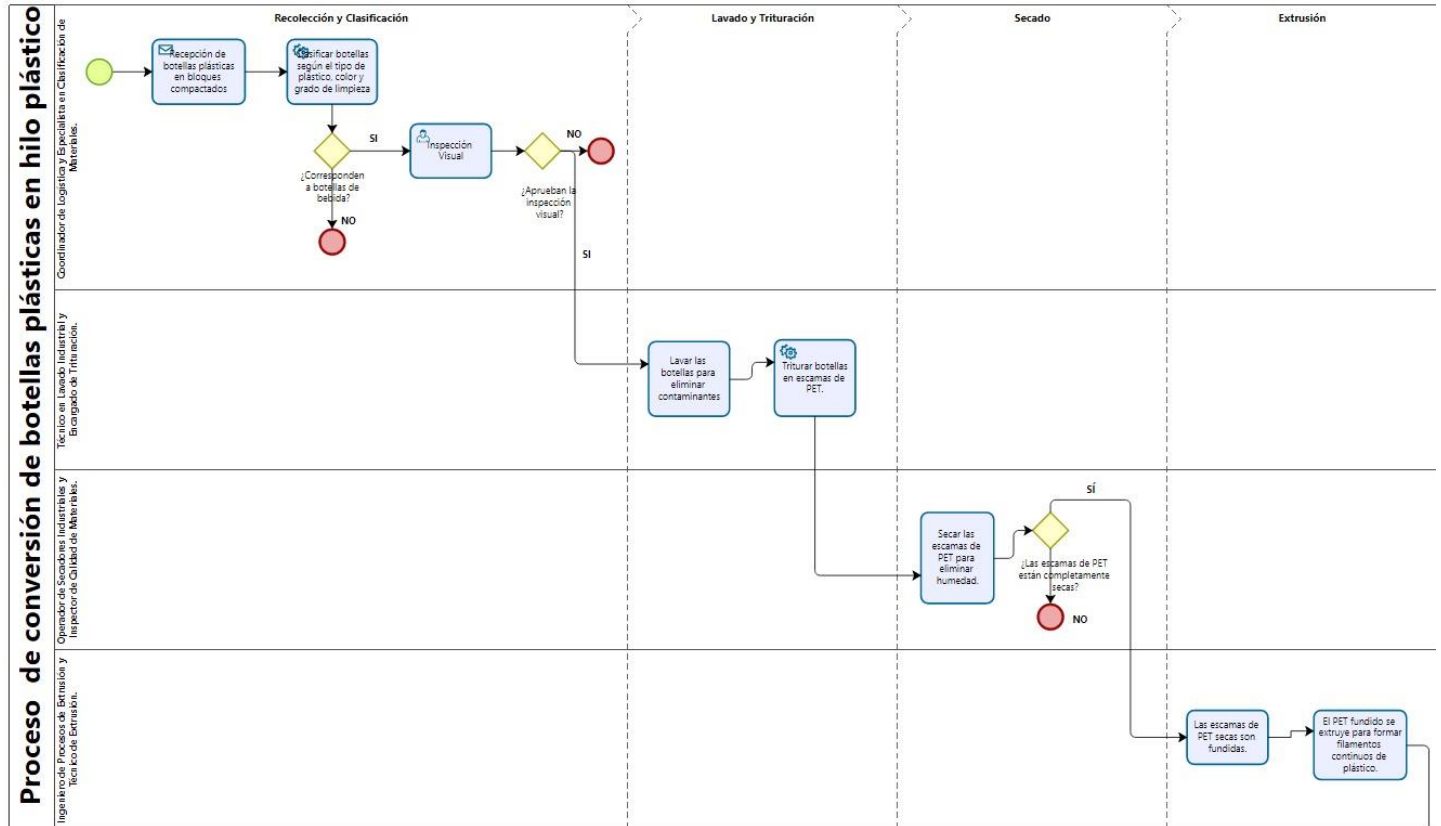 Proceso de conversión de botellas plásticas en hilo plástico
Recolección y Clasificación
Lavado y Trituración
Secado
Extrusión
Coordinador de Logística y Especialista en Clasificación de
Materiales.
Recepción de
botellas plásticas
en bloques
compactados
Clasificar botellas
según el tipo de
plástico, color y
grado de limpieza
¿Corresponden
a botellas de
bebida?
SI
NO
Inspección
Visual
¿Aprueban la
inspección
visual?
NO
SI
Técnico en Lavado Industrial y
Encargado de Trituración.
Lavar las
botellas para
eliminar
contaminantes
Triturar botellas
en escamas de
PET.
Operador de Secadores Industriales y
Inspector de Calidad de Materiales.
Secar las
escamas de
PET para
eliminar
humedad.
¿Las escamas de PET
están completamente
secas?
SÍ
NO
Ingeniero de Procesos de Extrusión y
Técnico de Extrusión.
Las escamas de
PET secas son
fundidas.
El PET fundido se
extruye para formar
filamentos
continuos de
plástico.